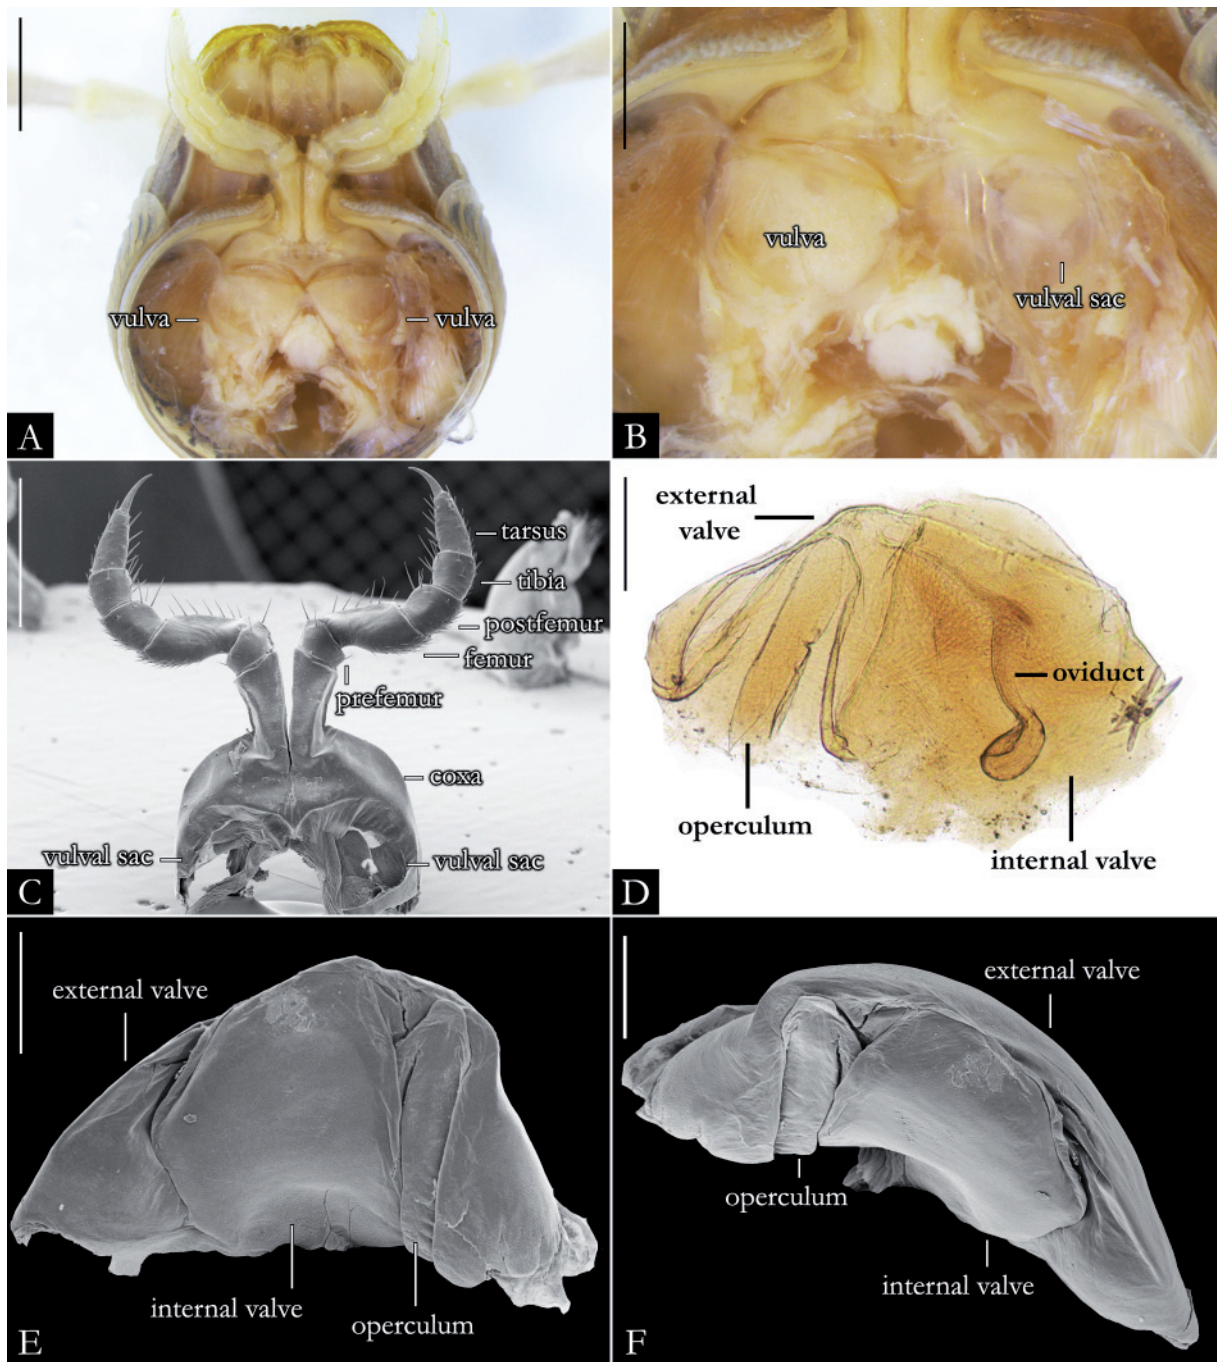 vulva
vulva
A
vulva
vulval sac
B
tarsus
tibia
postfemur
femur
prefemur
coxa
vulval sac
vulval sac
C
external
valve
oviduct
operculum
internal valve
D
external valve
internal valve
operculum
E
external valve
operculum
internal valve
F